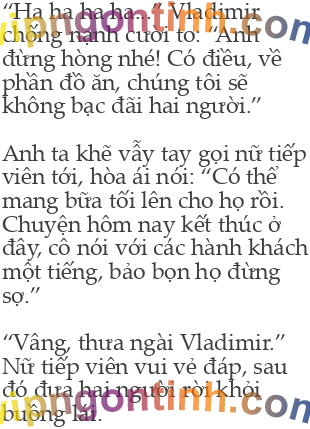 “Ha ha ha ha...” Vladimir
chống nạnh cười to: “Anh
đừng hòng nhé! Có điều, về
phần đồ ăn, chúng tôi sẽ
không bạc đãi hai người.”
Anh ta khẽ vẫy tay gọi nữ tiếp
viên tới, hòa ái nói: “Có thể
mang bữa tối lên cho họ rồi.
Chuyện hôm nay kết thúc ở
đây, cô nói với các hành khách
một tiếng, bảo bọn họ đừng
sợ.”
“Vâng, thưa ngài Vladimir.”
Nữ tiếp viên vui vẻ đáp, sau
đó đưa hai người rời khỏi
buồng lái.